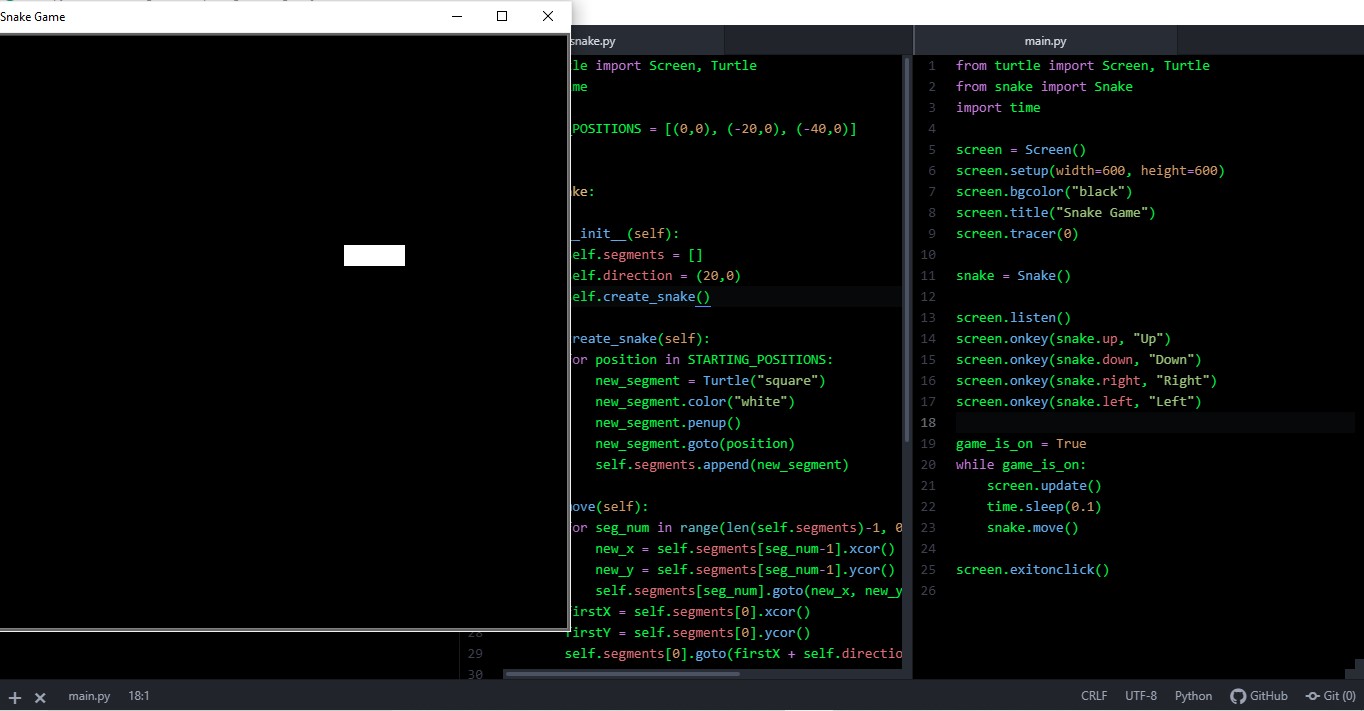 Snake Game
snake.py
le import Screen, Turtle
me
_POSITIONS = [(0,0), (-20,0), (-40,0)]
ke:
_init__(self):
elf.segments = []
elf.direction = (20,0)
elf.create_snake()
reate_snake(self):
or position in STARTING_POSITIONS:
new_segment = Turtle("square")
new_segment.color("white")
new_segment.penup()
new_segment.goto(position)
self.segments.append(new_segment)
ove(self):
or seg_num in range(len(self.segments)-1, 0
new_x = self.segments[seg_num-1].xcor()
new_y = self.segments[seg_num-1].ycor()
self.segments[seg_num].goto(new_x, new_y
firstX = self.segments[0].xcor()
28 firstY = self.segments[0].ycor()
29 self.segments[0].goto(firstX + self.directio
30
main.py
1 from turtle import Screen, Turtle
2 from snake import Snake
3 import time
4
5 screen = Screen()
6 screen.setup(width=600, height=600)
7 screen.bgcolor("black")
8 screen.title("Snake Game")
9 screen.tracer(0)
10
11 snake = Snake()
12
13 screen.listen()
14 screen.onkey(snake.up, "Up")
15 screen.onkey(snake.down, "Down")
16 screen.onkey(snake.right, "Right")
17 screen.onkey(snake.left, "Left")
18
19 game_is_on = True
20 while game_is_on:
21 screen.update()
22 time.sleep(0.1)
23 snake.move()
24
25 screen.exitonclick()
26
main.py 18:1 CRLF UTF-8 Python GitHub Git (0)